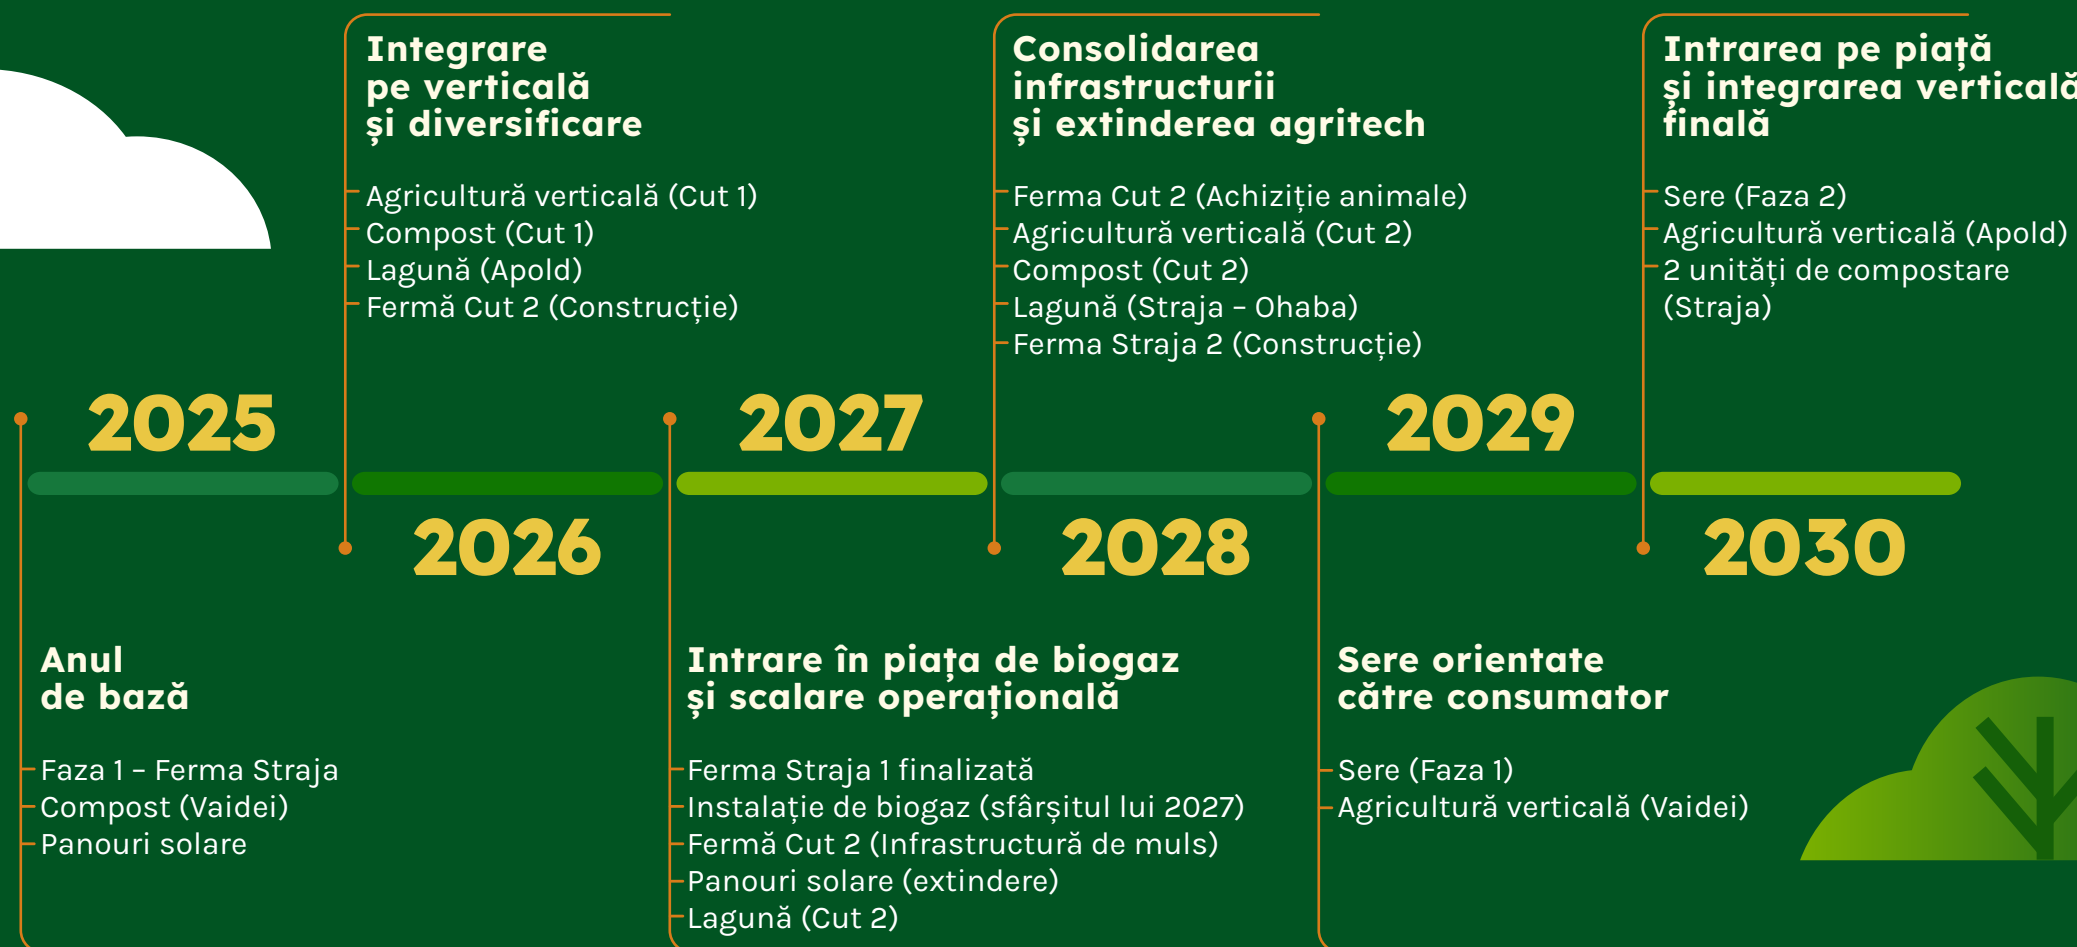 2025
Anul
de bază
Faza 1 – Ferma Straja
Compost (Vaidei)
Panouri solare
Integrare
pe verticală
și diversificare
Agricultură verticală (Cut 1)
Compost (Cut 1)
Lagună (Apold)
Fermă Cut 2 (Construcție)
2026
2027
Intrare în piața de biogaz
și scalare operațională
Ferma Straja 1 finalizată
Instalație de biogaz (sfârșitul lui 2027)
Fermă Cut 2 (Infrastructură de muls)
Panouri solare (extindere)
Lagună (Cut 2)
Consolidarea
infrastructurii
și extinderea agritech
Ferma Cut 2 (Achiziție animale)
Agricultură verticală (Cut 2)
Compost (Cut 2)
Lagună (Straja – Ohaba)
Ferma Straja 2 (Construcție)
2028
2029
Sere orientate
către consumator
Sere (Faza 1)
Agricultură verticală (Vaidei)
Intrarea pe piață
și integrarea verticală
finală
Sere (Faza 2)
Agricultură verticală (Apold)
2 unități de compostare
(Straja)
2030